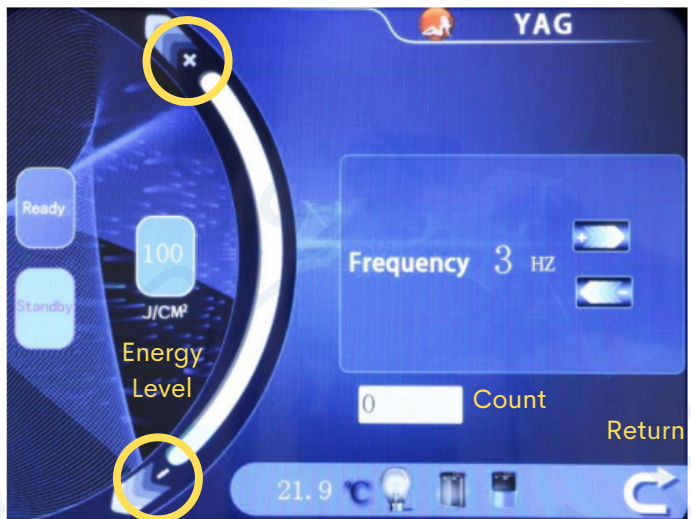 YAG
+
Ready
100
J/CM²
Standby
Frequency 3 HZ
+
-
Energy
Level
0
Count
Return
-
21.9 ℃